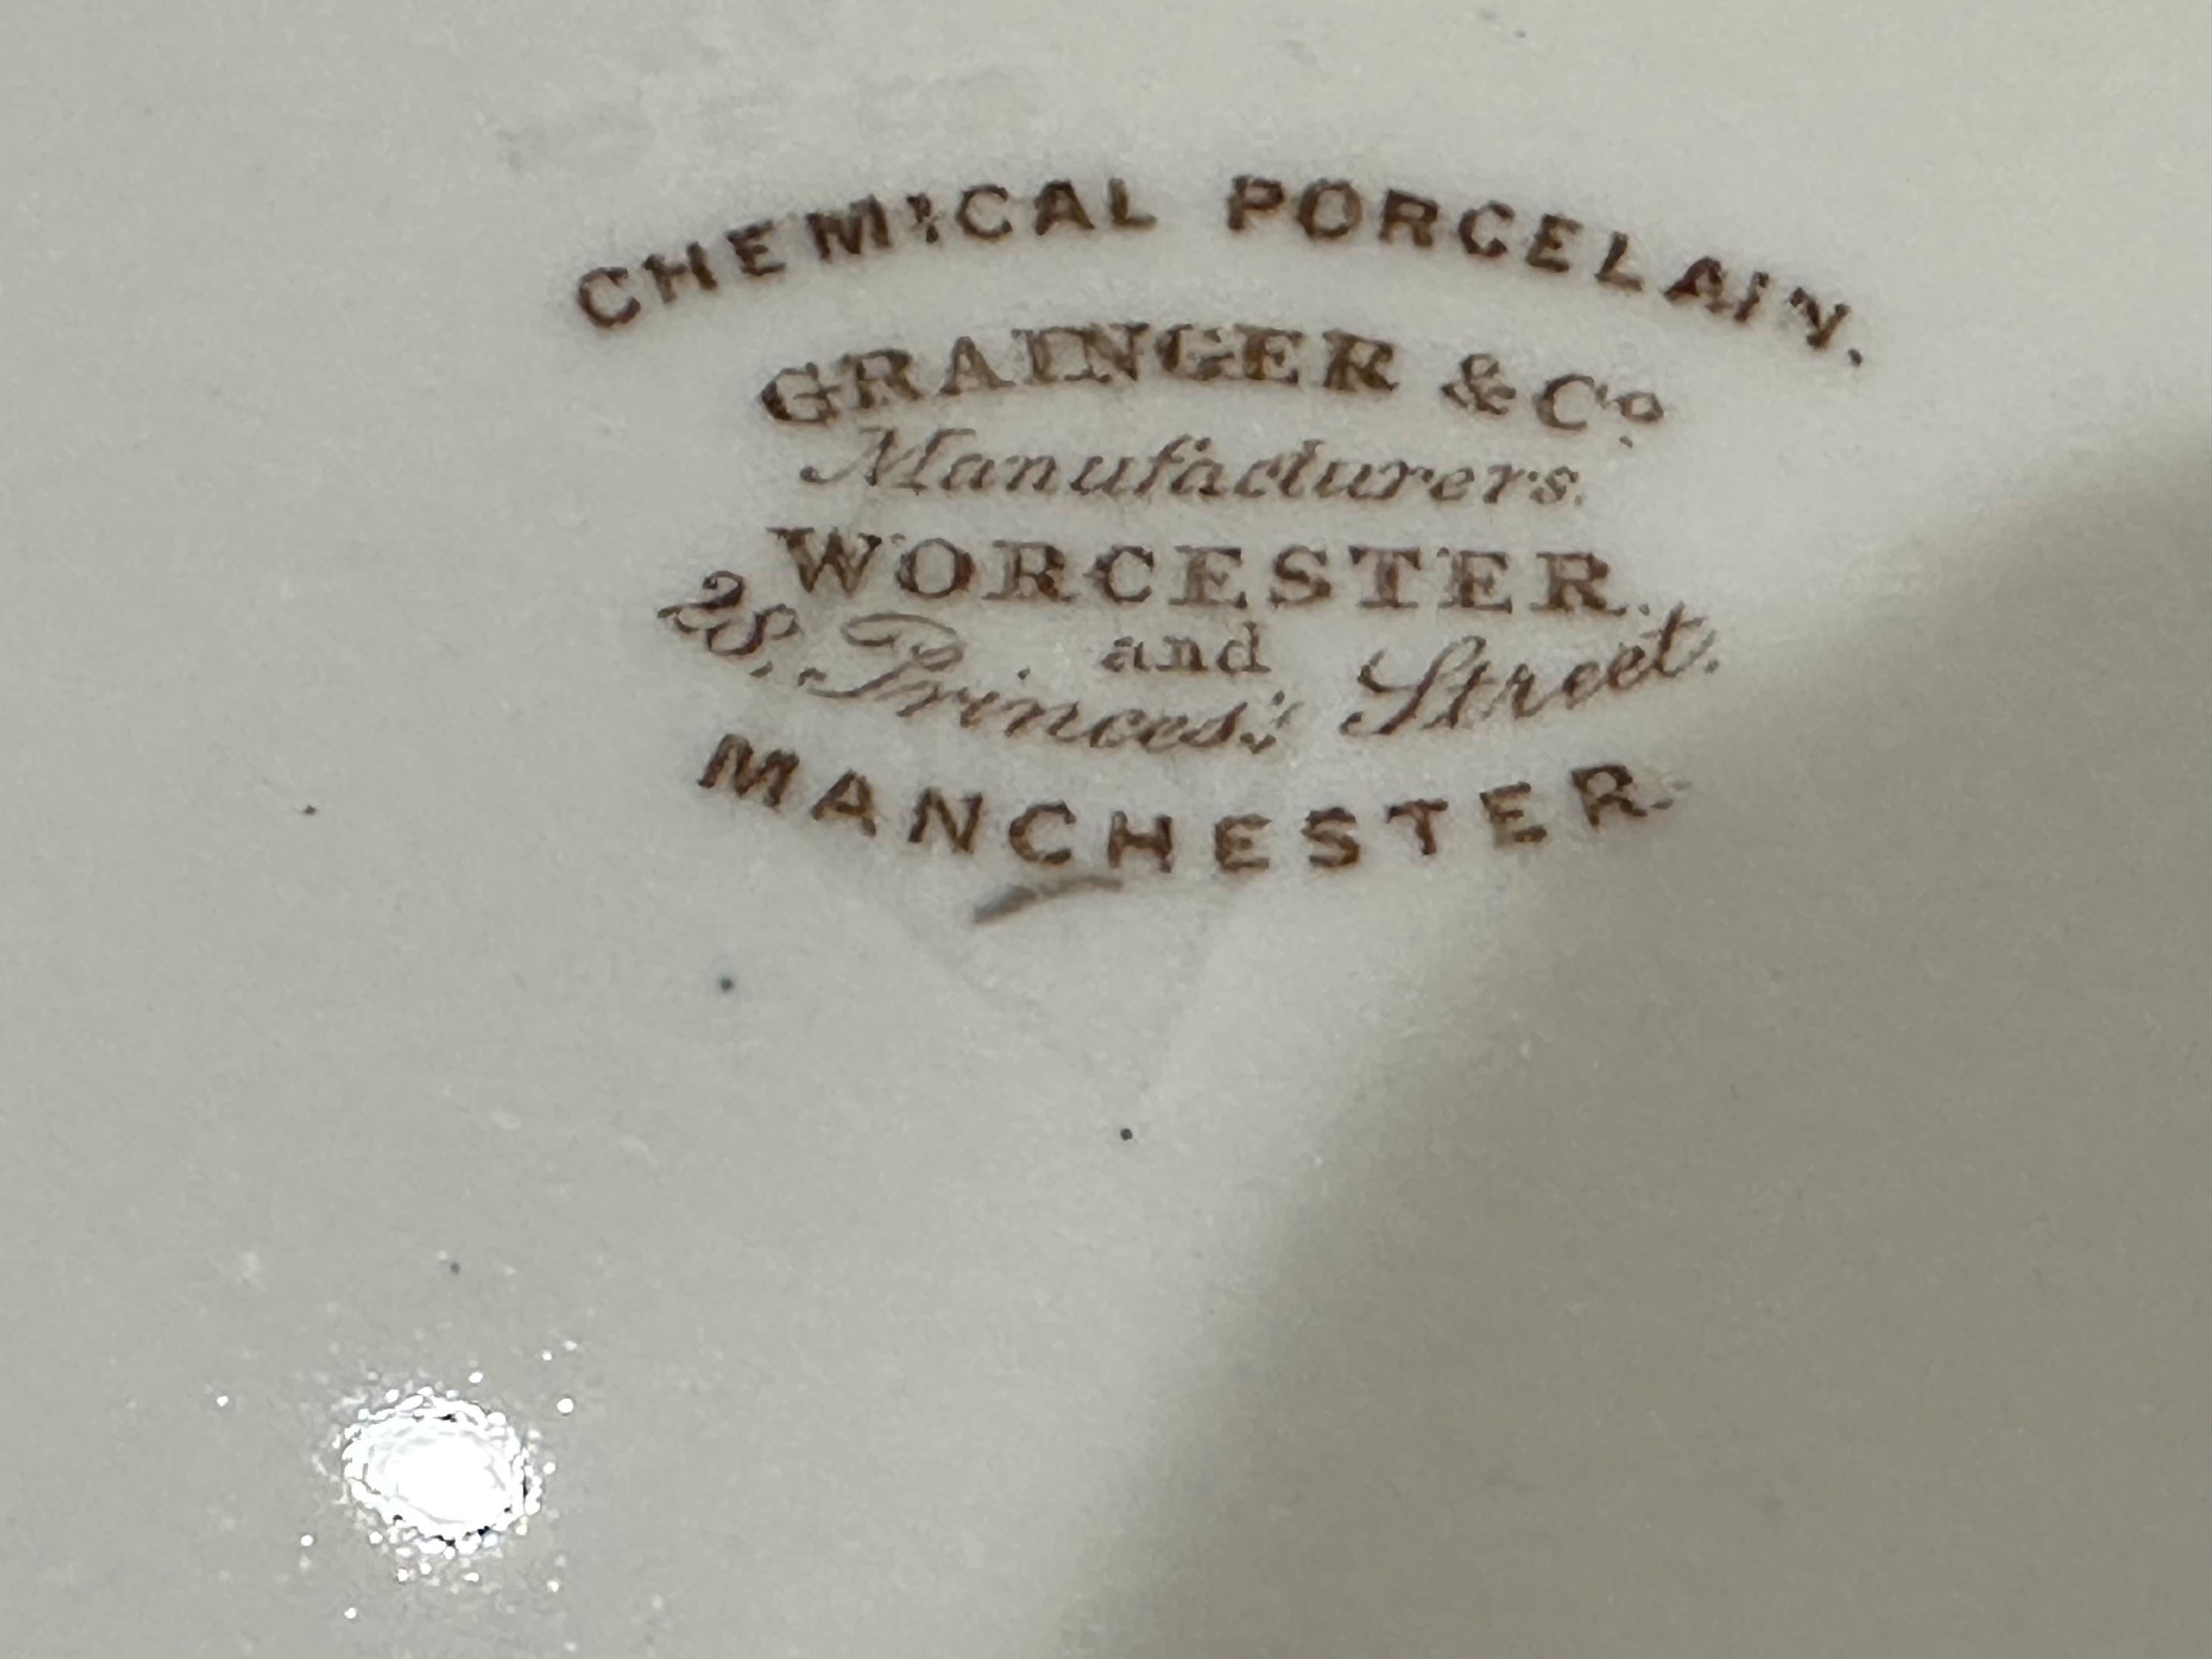 CHEMICAL PORCELAIN.
GRAINGER & Co.
Manufacturers.
WORCESTER.
and
28, Princes's Street.
MANCHESTER.